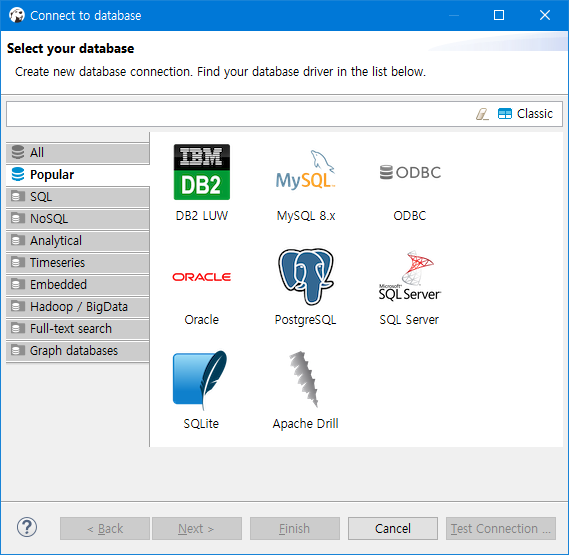 Connect to database
Select your database
Create new database connection. Find your database driver in the list below.
Classic
All
Popular
SQL
NoSQL
Analytical
Timeseries
Embedded
Hadoop / BigData
Full-text search
Graph databases
IBM
DB2
DB2 LUW
MySQL
MySQL 8.x
ODBC
ODBC
ORACLE
Oracle
PostgreSQL
Microsoft
SQL Server
SQL Server
SQLite
Apache Drill
?
< Back
Next >
Finish
Cancel
Test Connection ...